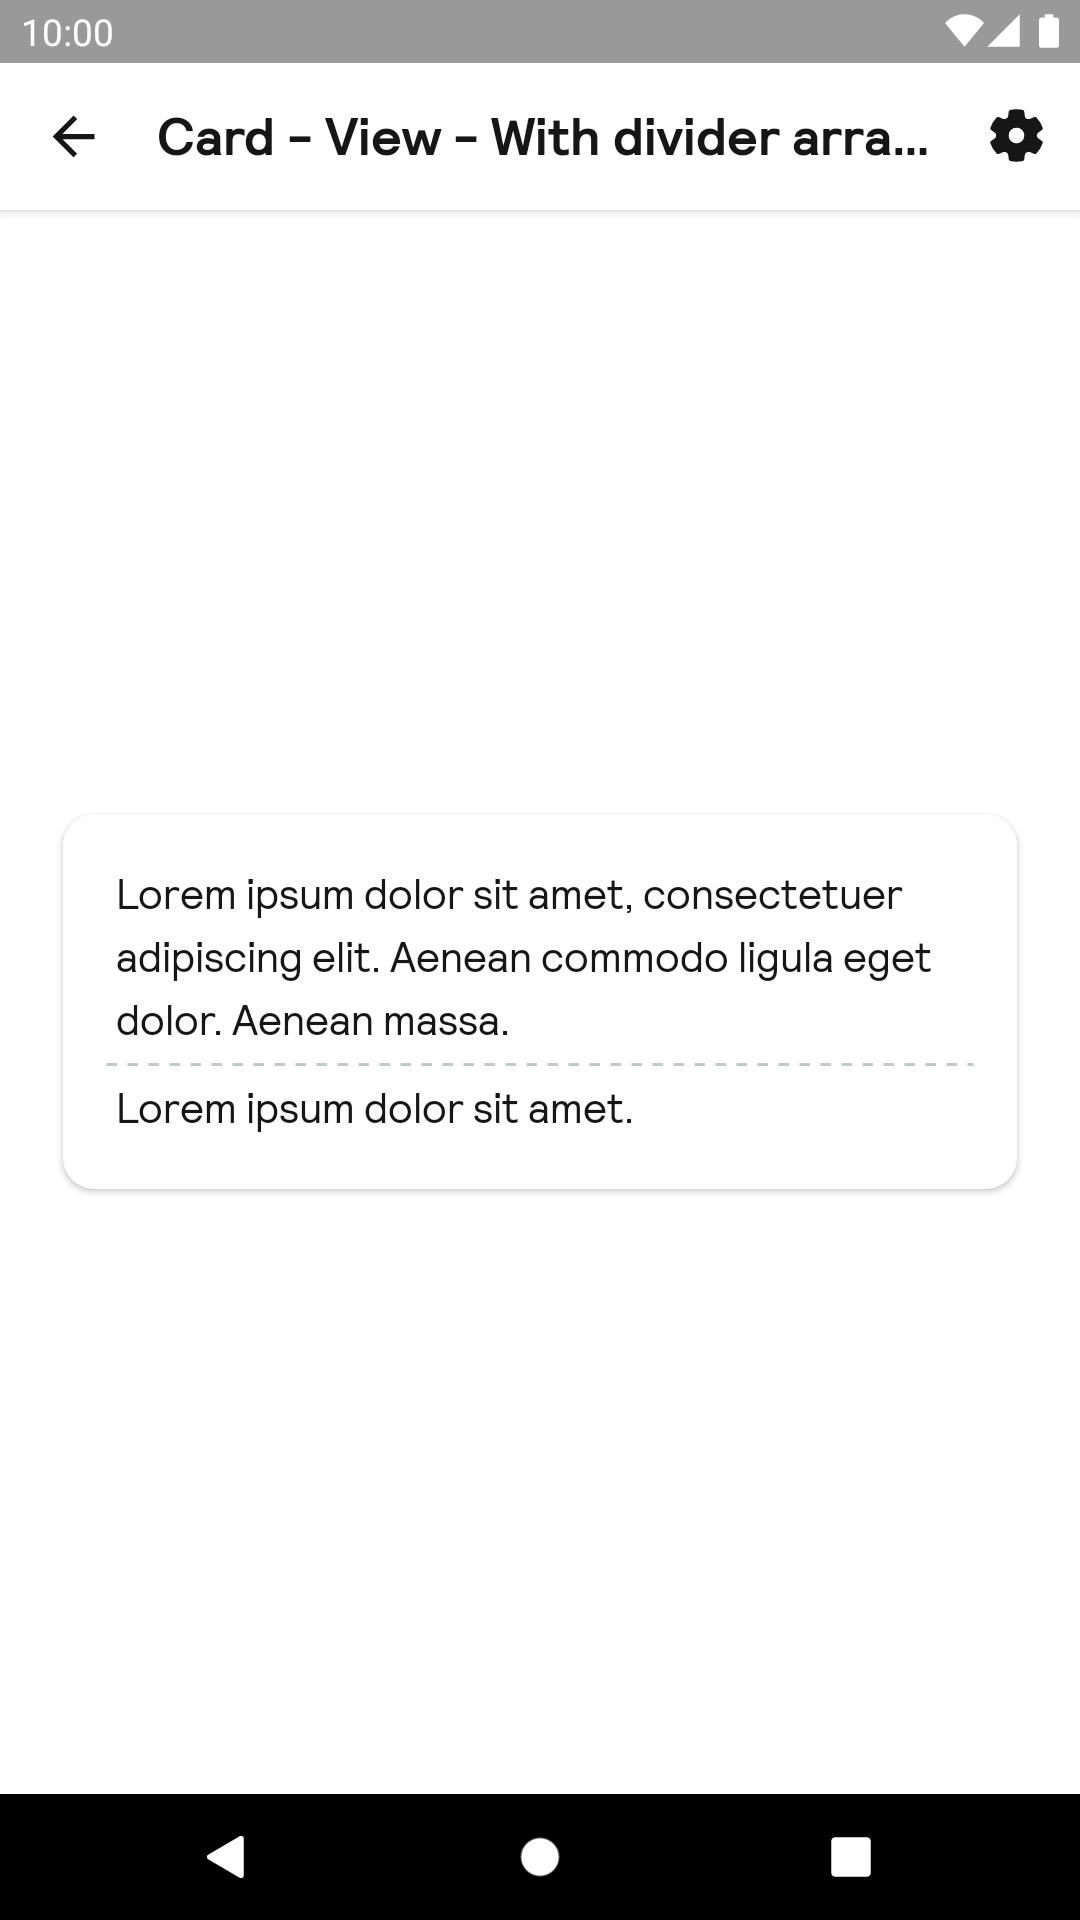 10:00
Card - View - With divider arra...
Lorem ipsum dolor sit amet, consectetuer
adipiscing elit. Aenean commodo ligula eget
dolor. Aenean massa.
Lorem ipsum dolor sit amet.